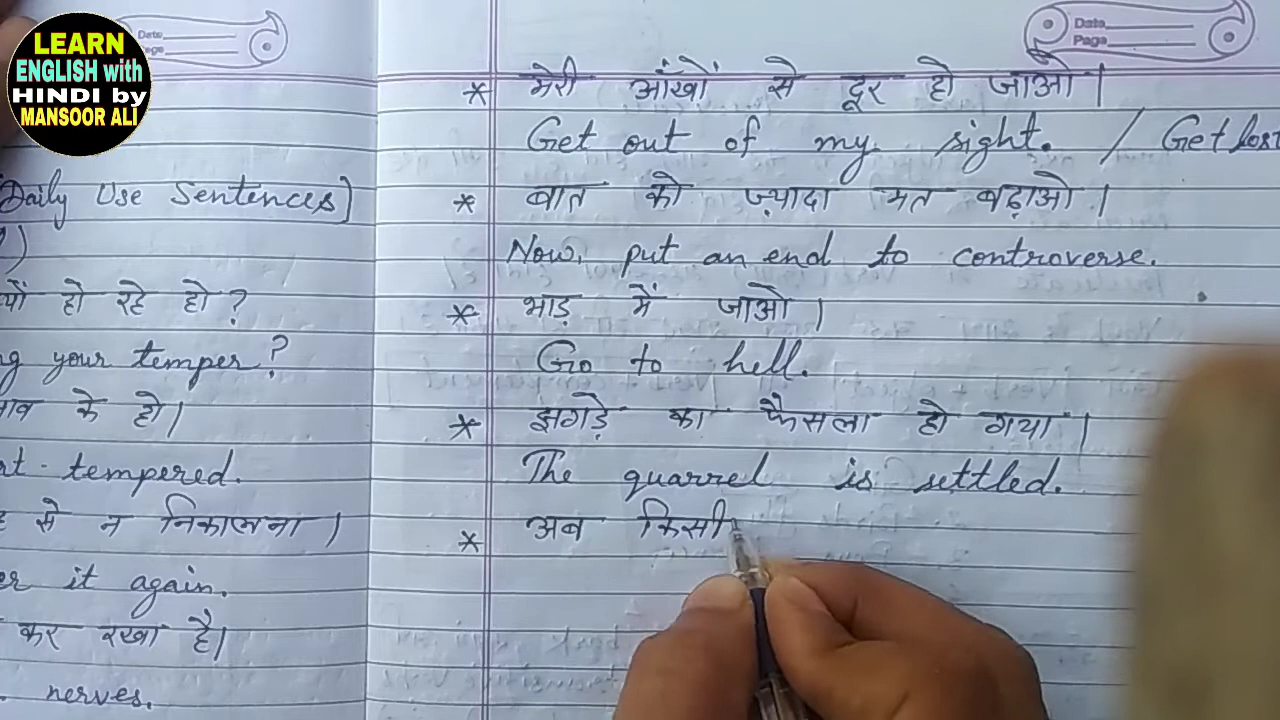 LEARN
ENGLISH with
HINDI by
MANSOOR ALI
Date
Page
Daily Use Sentences]
)
हो रहे हो ?
your temper ?
के हो।
tempered.
से न निकालना ।
it again.
कर रखा है।
nerves.
Date
Page
* मेरी आँखों से दूर हो जाओ ।
Get out of my sight. / Get lost
* बात को ज़्यादा मत बढ़ाओ ।
Now, put an end to controverse.
* भाड़ में जाओ ।
Go to hell.
* झगड़े का फैसला हो गया ।
The quarrel is settled.
* अब किसी